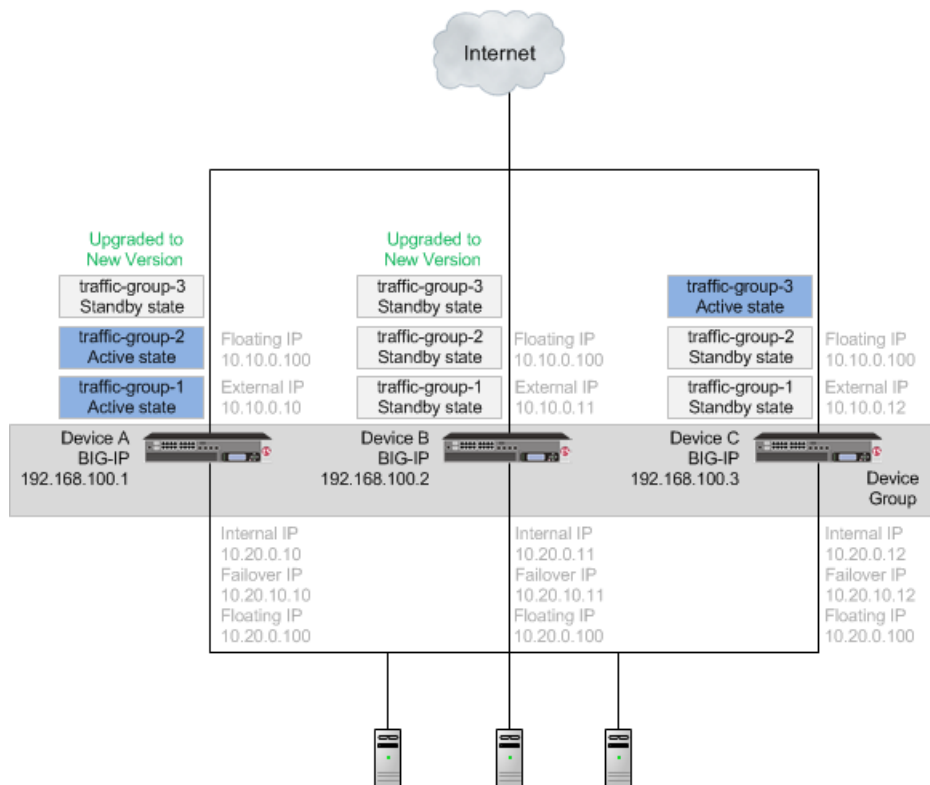 Internet
Upgraded to
New Version
traffic-group-3
Standby state
traffic-group-2
Active state
traffic-group-1
Active state
Floating IP
10.10.0.100
External IP
10.10.0.10
Upgraded to
New Version
traffic-group-3
Standby state
traffic-group-2
Standby state
traffic-group-1
Standby state
Floating IP
10.10.0.100
External IP
10.10.0.11
traffic-group-3
Active state
traffic-group-2
Standby state
traffic-group-1
Standby state
Floating IP
10.10.0.100
External IP
10.10.0.12
Device A
BIG-IP
192.168.100.1
Device B
BIG-IP
192.168.100.2
Device C
BIG-IP
192.168.100.3
Device
Group
Internal IP
10.20.0.10
Failover IP
10.20.10.10
Floating IP
10.20.0.100
Internal IP
10.20.0.11
Failover IP
10.20.10.11
Floating IP
10.20.0.100
Internal IP
10.20.0.12
Failover IP
10.20.10.12
Floating IP
10.20.0.100